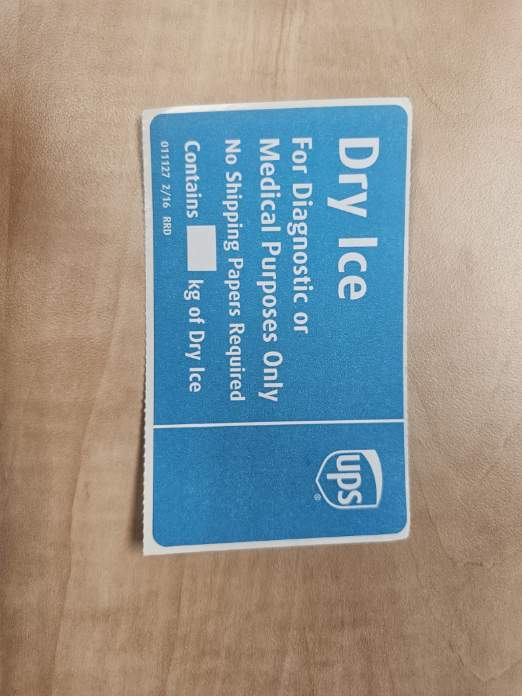 Dry Ice
For Diagnostic or
Medical Purposes Only
No Shipping Papers Required
Contains kg of Dry Ice
011127 2/16 RRD
ups
®